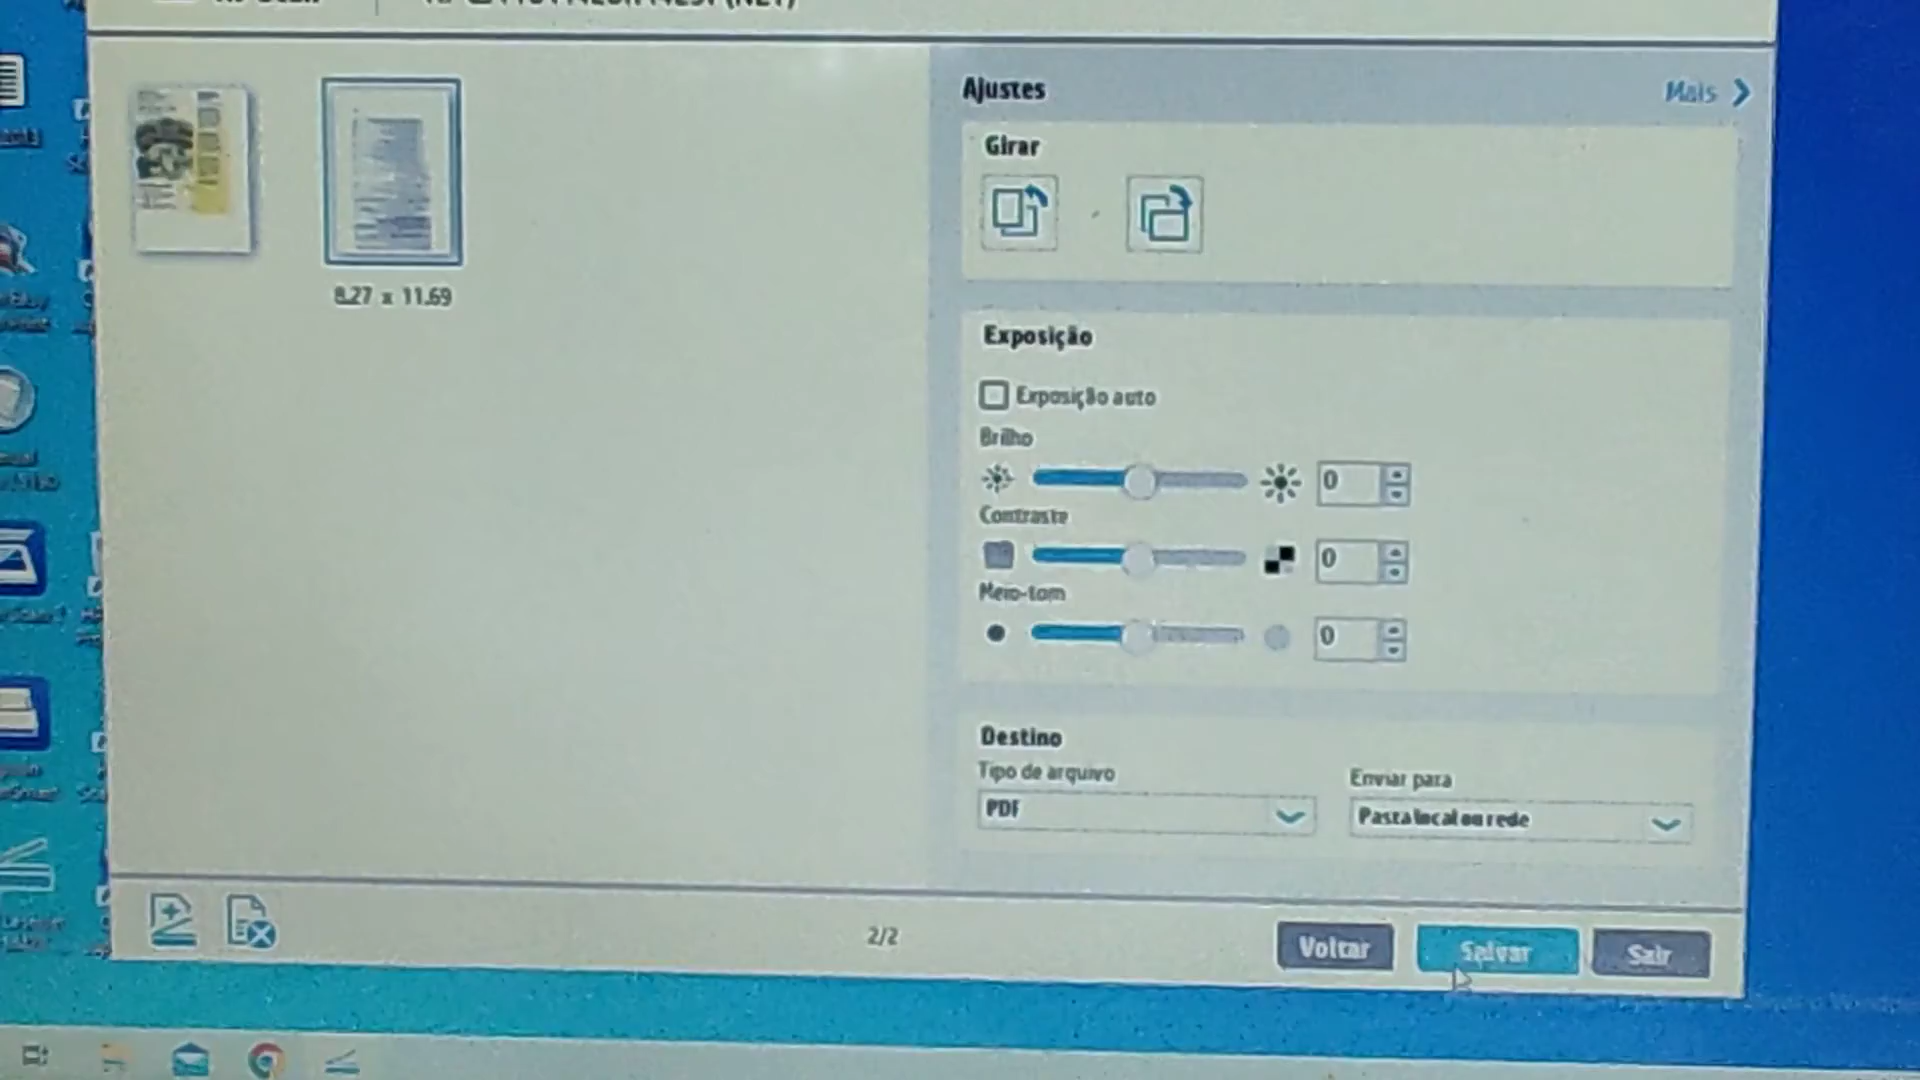 Ajustes
Mais
Girar
8.27 x 11.69
Exposição
Exposição auto
Brilho
0
Contraste
0
Meio-tom
0
Destino
Tipo de arquivo
Enviar para
PDF
Pasta local ou rede
2/2
Voltar
Salvar
Sair